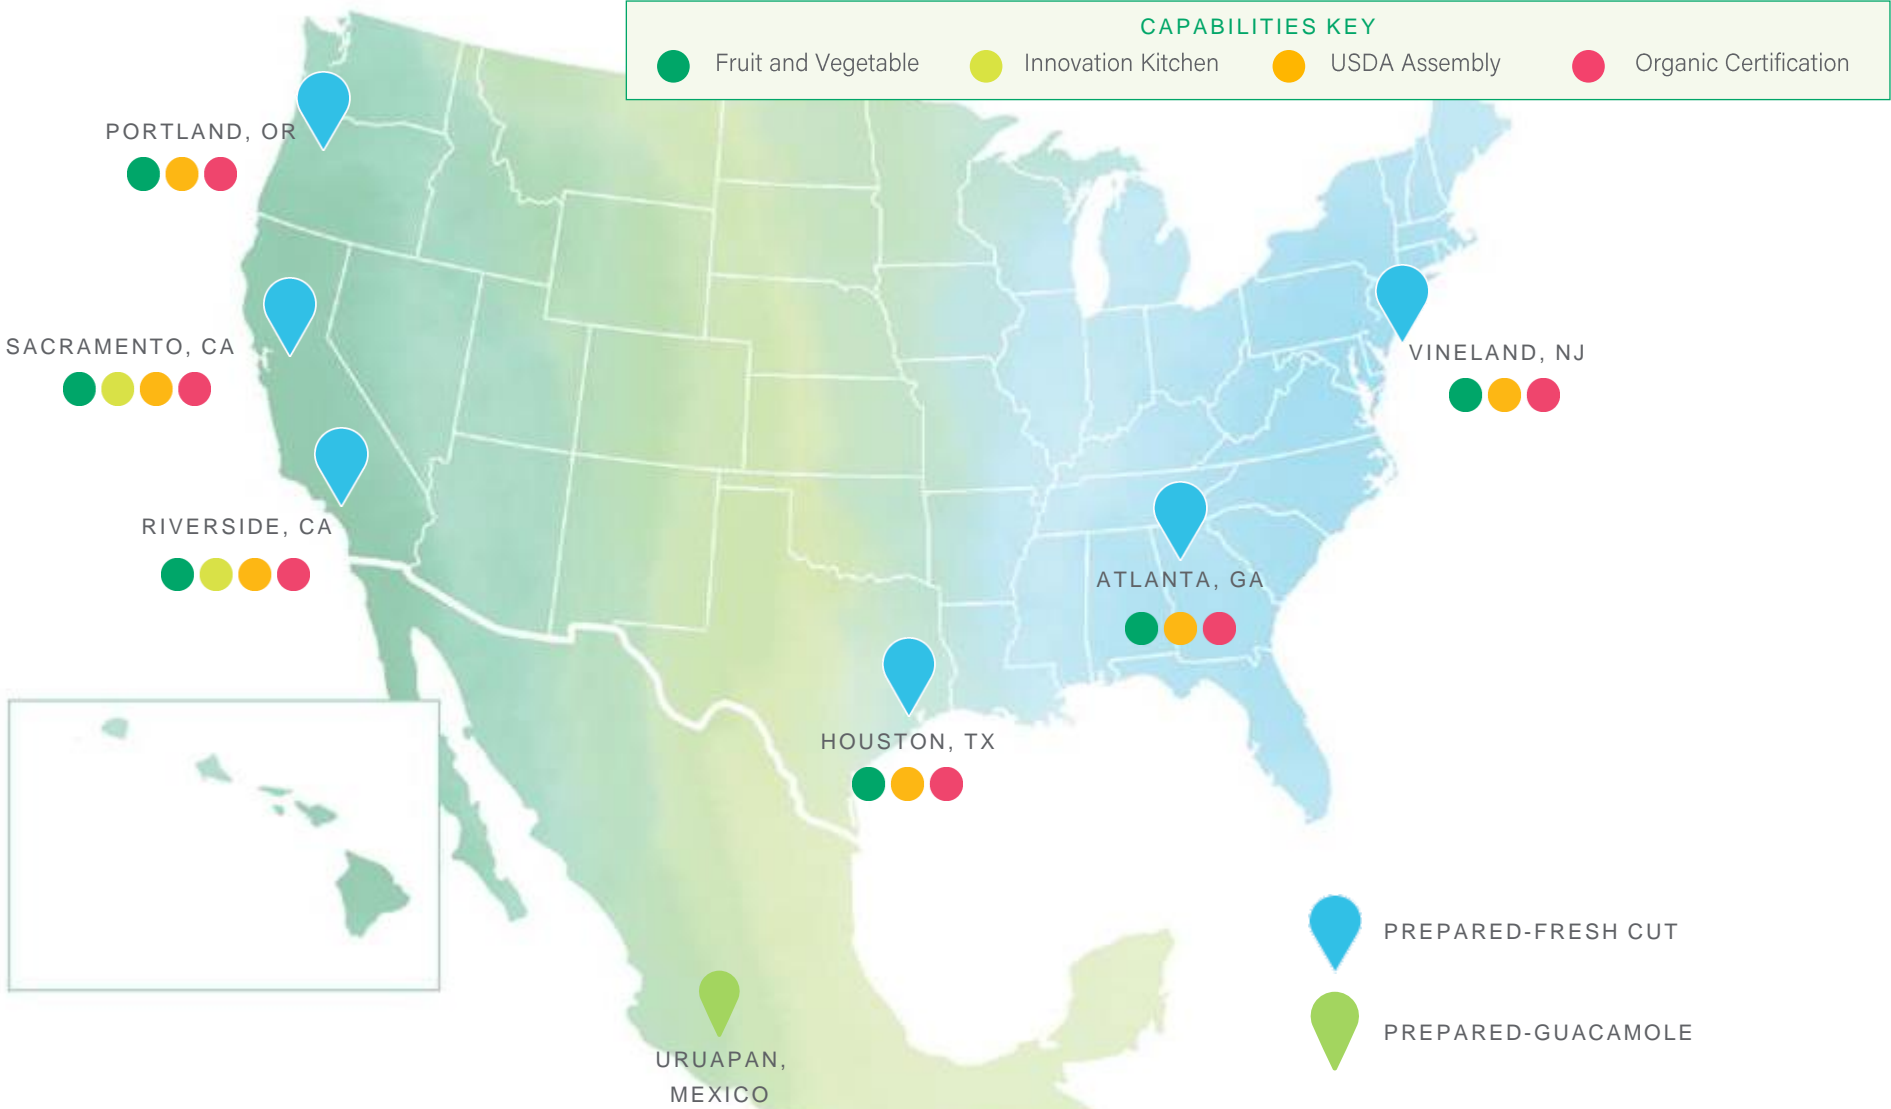 CAPABILITIES KEY
Fruit and Vegetable
Innovation Kitchen
USDA Assembly
Organic Certification
PORTLAND, OR
SACRAMENTO, CA
VINELAND, NJ
RIVERSIDE, CA
ATLANTA, GA
HOUSTON, TX
PREPARED-FRESH CUT
PREPARED-GUACAMOLE
URUAPAN,
MEXICO